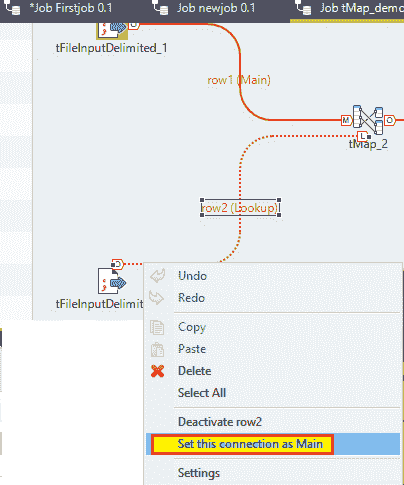 *Job Firstjob 0.1
Job newjob 0.1
Job tMap_demo
tFileInputDelimited_1
row1 (Main)
M
O
tMap_2
L
row2 (Lookup)
D
tFileInputDelimite
Undo
Redo
Copy
Paste
Delete
Select All
Deactivate row2
Set this connection as Main
Settings